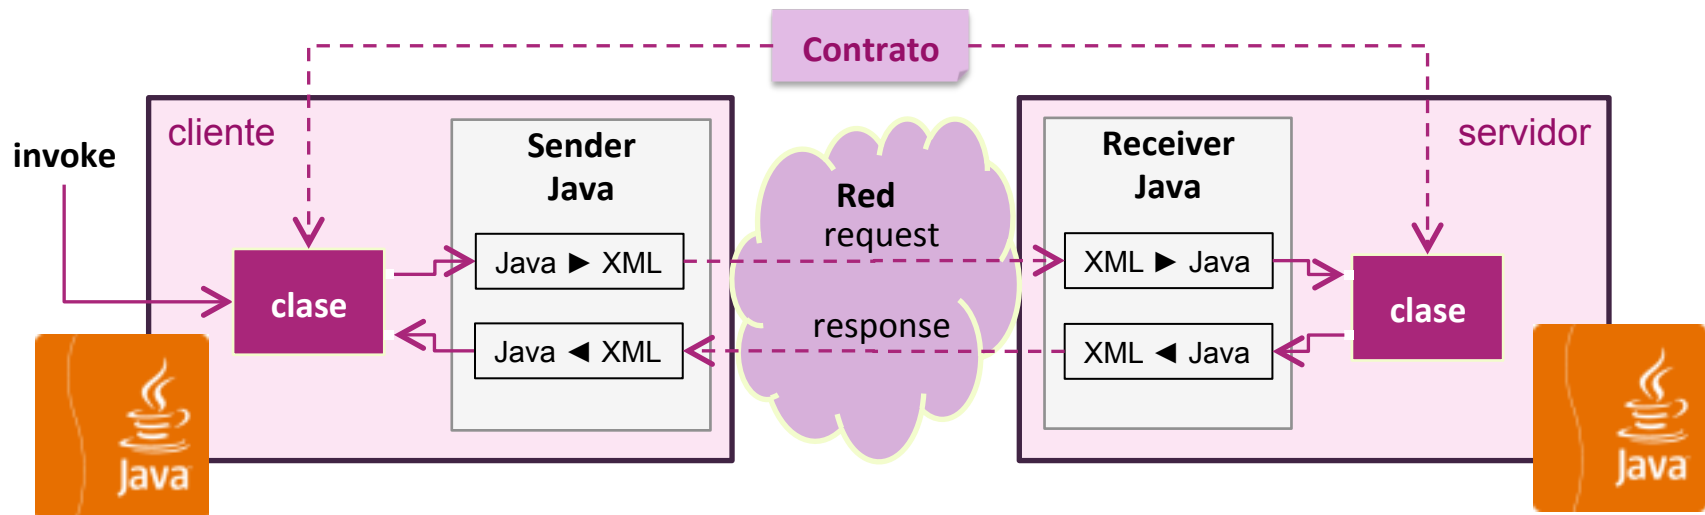 Contrato
cliente
servidor
invoke
Sender
Java
Receiver
Java
Red
request
Java ► XML
XML ► Java
clase
clase
response
Java ◄ XML
XML ◄ Java
Java
Java